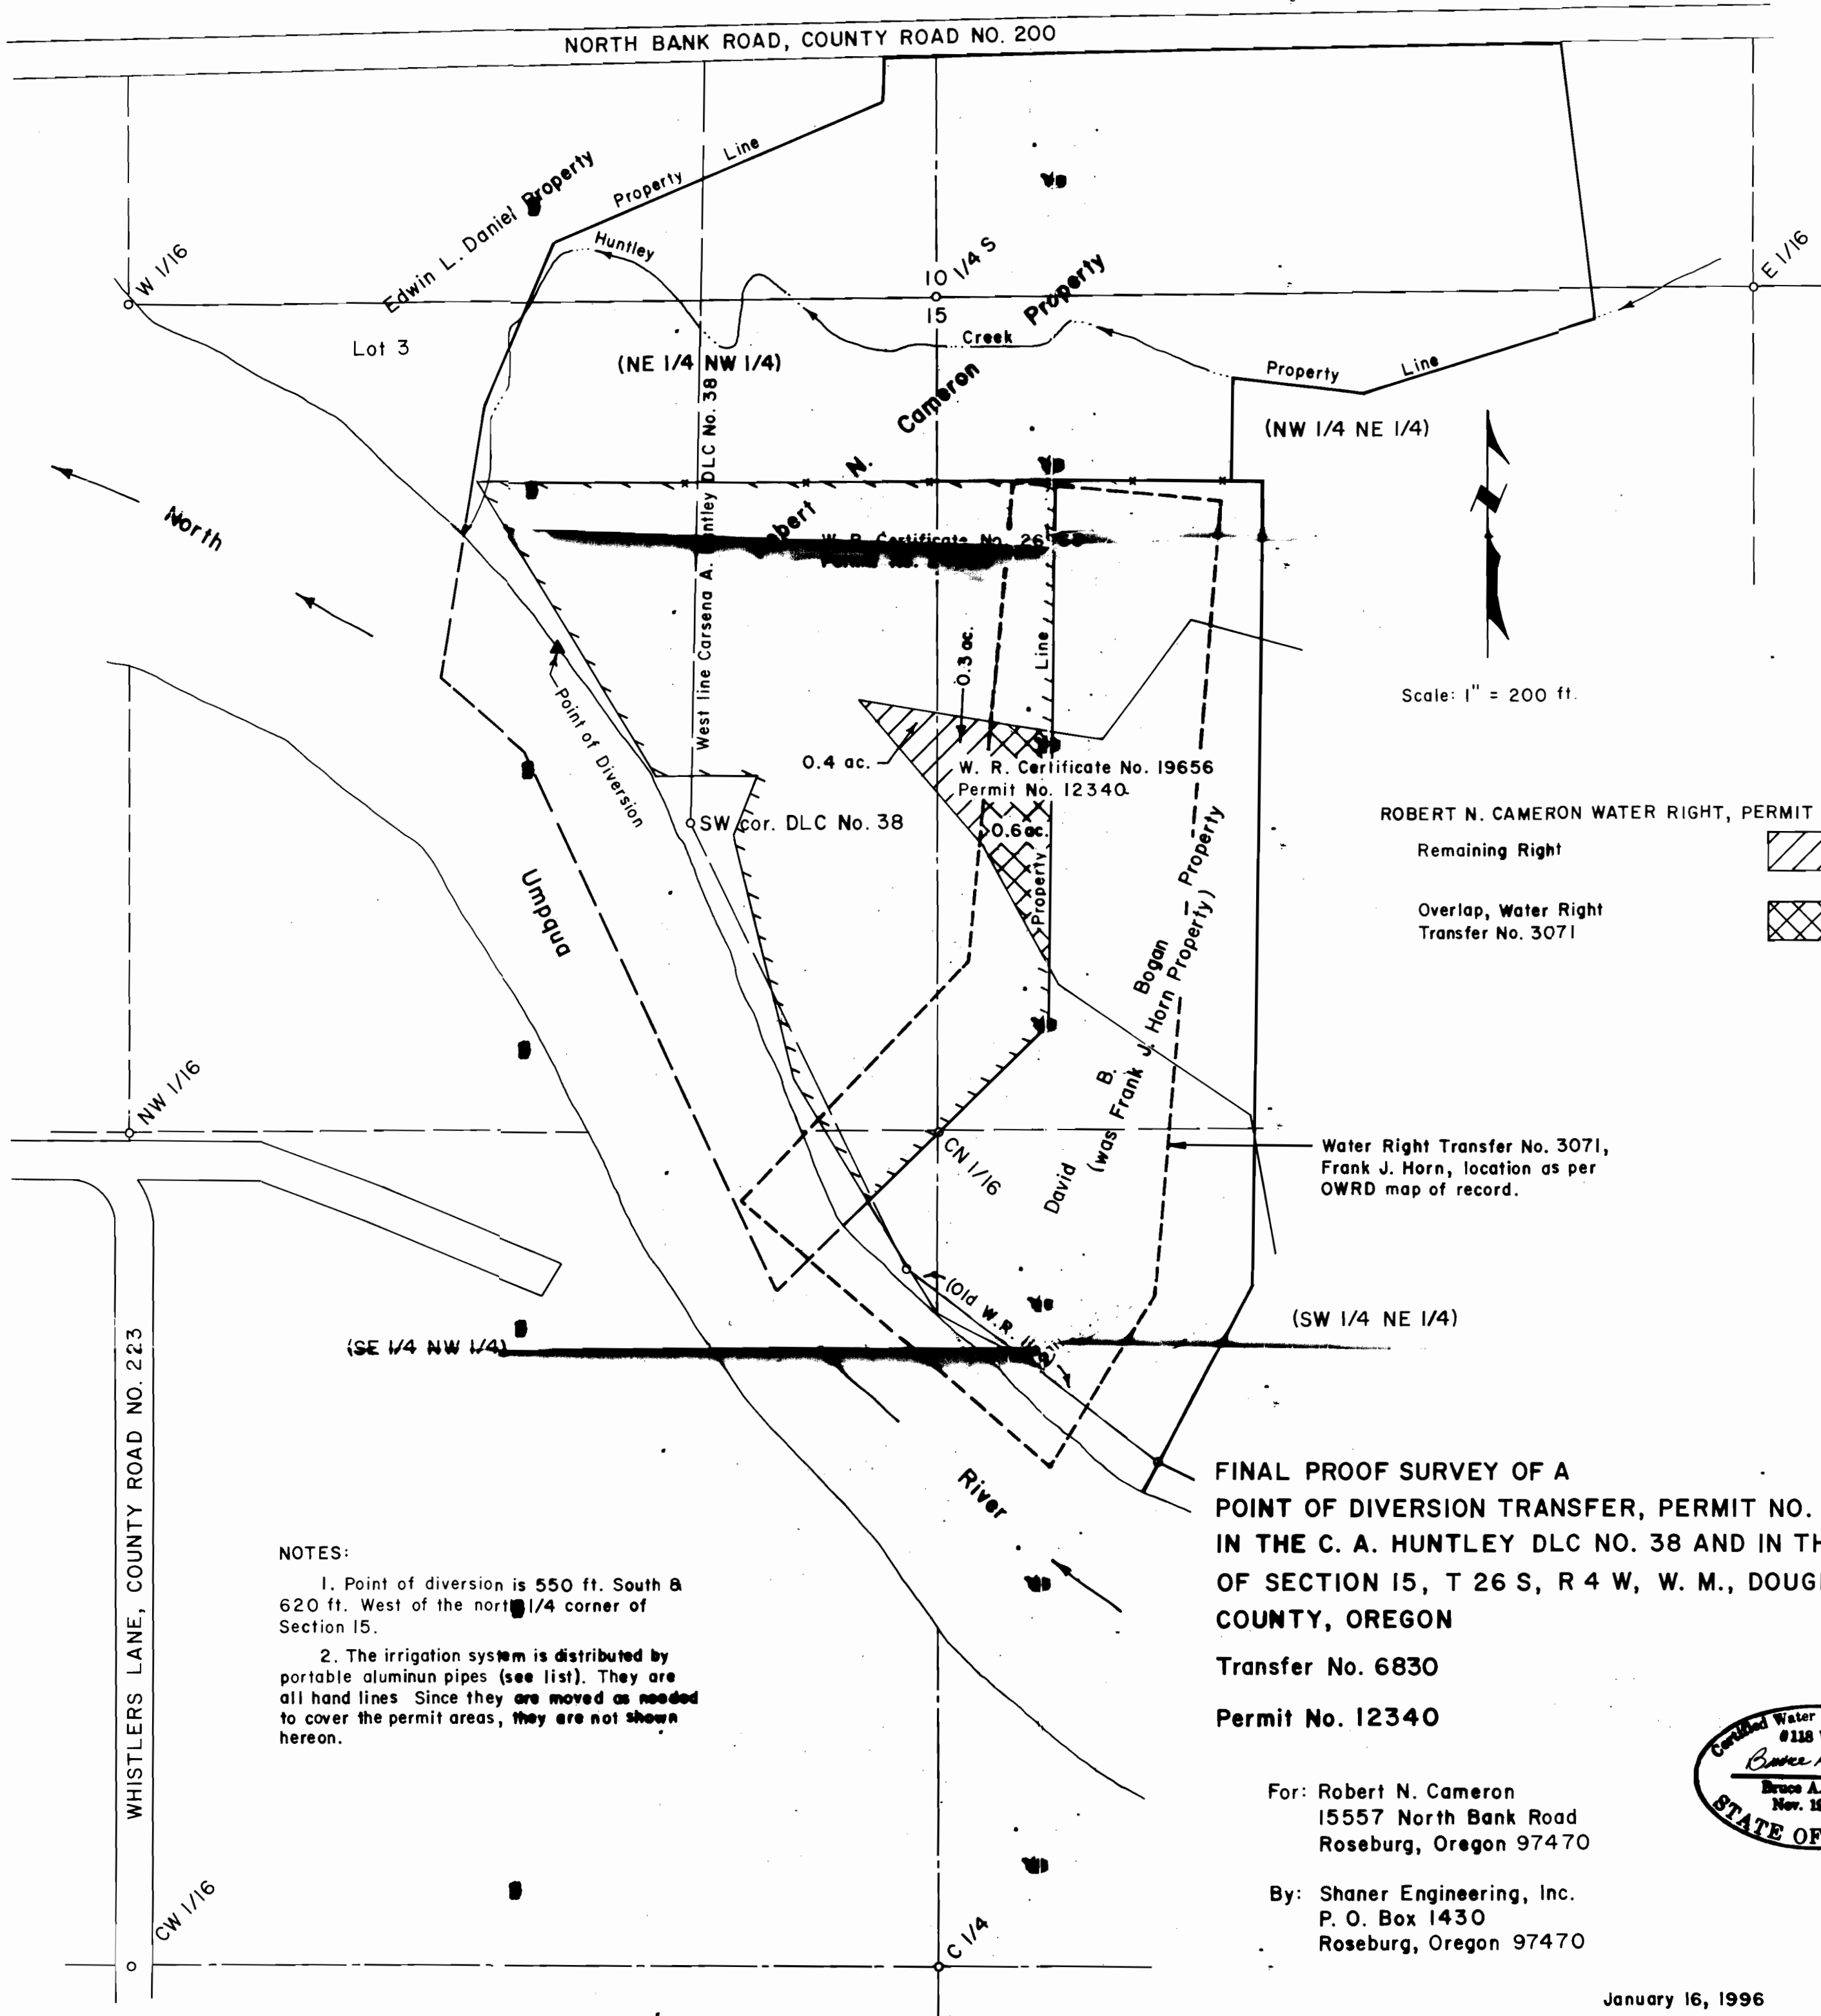 NORTH BANK ROAD, COUNTY ROAD NO. 200
Property Line
Edwin L. Daniel Property
W 1/16
Huntley
10 1/4 S
15
E 1/16
Creek
Property Line
Lot 3
(NE 1/4 NW 1/4)
(NW 1/4 NE 1/4)
N. Cameron Property
West line Carsena A. DLC No. 38
W. R. Certificate No.
North
Point of Diversion
0.3 ac.
Property Line
Scale: 1" = 200 ft.
0.4 ac.
W. R. Certificate No. 19656
Permit No. 12340
0.6 ac.
SW cor. DLC No. 38
ROBERT N. CAMERON WATER RIGHT, PERMIT
Remaining Right
Overlap, Water Right
Transfer No. 3071
Umpqua
David B. Bogan Property
(was Frank J. Horn Property)
NW 1/16
CN 1/16
Water Right Transfer No. 3071,
Frank J. Horn, location as per
OWRD map of record.
(Old W.R.
(SW 1/4 NE 1/4)
(SE 1/4 NW 1/4)
WHISTLERS LANE, COUNTY ROAD NO. 223
River
FINAL PROOF SURVEY OF A
POINT OF DIVERSION TRANSFER, PERMIT NO.
IN THE C. A. HUNTLEY DLC NO. 38 AND IN TH
OF SECTION 15, T 26 S, R 4 W, W. M., DOUG
COUNTY, OREGON
Transfer No. 6830
Permit No. 12340
NOTES:
1. Point of diversion is 550 ft. South &
620 ft. West of the north 1/4 corner of
Section 15.
2. The irrigation system is distributed by
portable aluminun pipes (see list). They are
all hand lines Since they are moved as needed
to cover the permit areas, they are not shown
hereon.
Certified Water
#118
Bruce A.
Nov. 19
STATE OF
For: Robert N. Cameron
15557 North Bank Road
Roseburg, Oregon 97470
By: Shaner Engineering, Inc.
P. O. Box 1430
Roseburg, Oregon 97470
CW 1/16
C 1/4
January 16, 1996